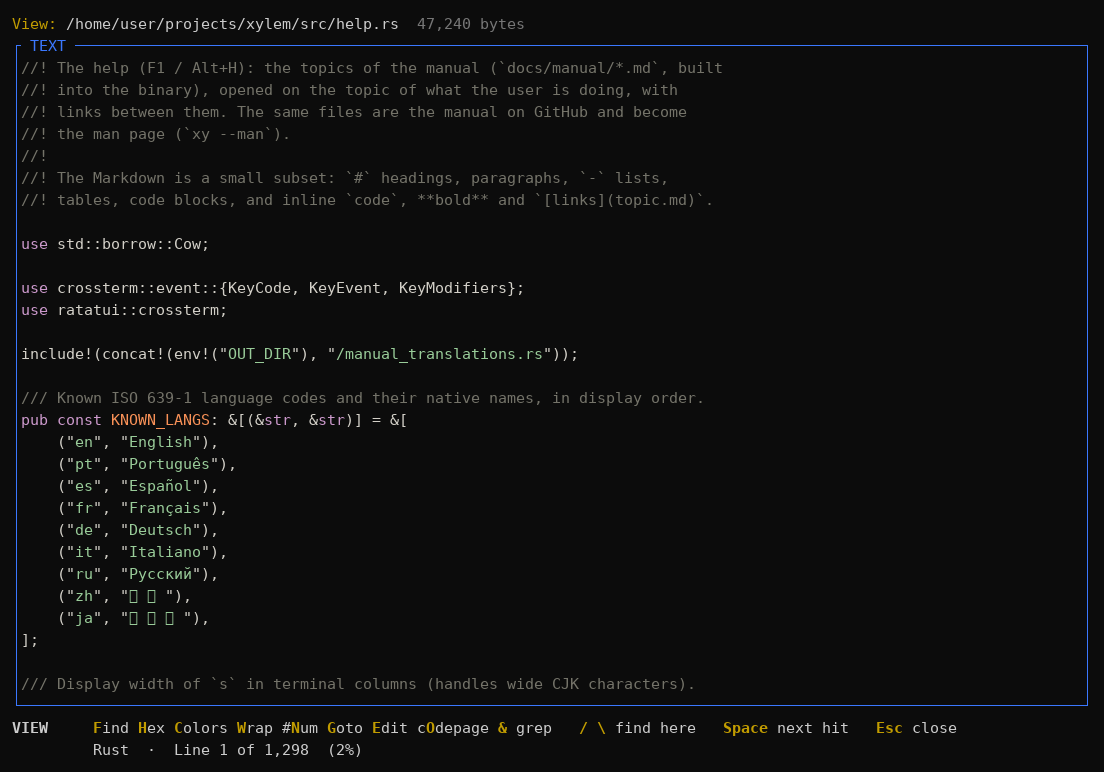 View: /home/user/projects/xylem/src/help.rs  47,240 bytes
TEXT
//! The help (F1 / Alt+H): the topics of the manual (`docs/manual/*.md`, built
//! into the binary), opened on the topic of what the user is doing, with
//! links between them. The same files are the manual on GitHub and become
//! the man page (`xy --man`).
//!
//! The Markdown is a small subset: `#` headings, paragraphs, `-` lists,
//! tables, code blocks, and inline `code`, **bold** and `[links](topic.md)`.

use std::borrow::Cow;

use crossterm::event::{KeyCode, KeyEvent, KeyModifiers};
use ratatui::crossterm;

include!(concat!(env!("OUT_DIR"), "/manual_translations.rs"));

/// Known ISO 639-1 language codes and their native names, in display order.
pub const KNOWN_LANGS: &[(&str, &str)] = &[
    ("en", "English"),
    ("pt", "Português"),
    ("es", "Español"),
    ("fr", "Français"),
    ("de", "Deutsch"),
    ("it", "Italiano"),
    ("ru", "Русский"),
    ("zh", " "),
    ("ja", " "),
];

/// Display width of `s` in terminal columns (handles wide CJK characters).
VIEW     Find Hex Colors Wrap #Num Goto Edit cOdepage & grep   / \ find here   Space next hit   Esc close
Rust  ·  Line 1 of 1,298  (2%)